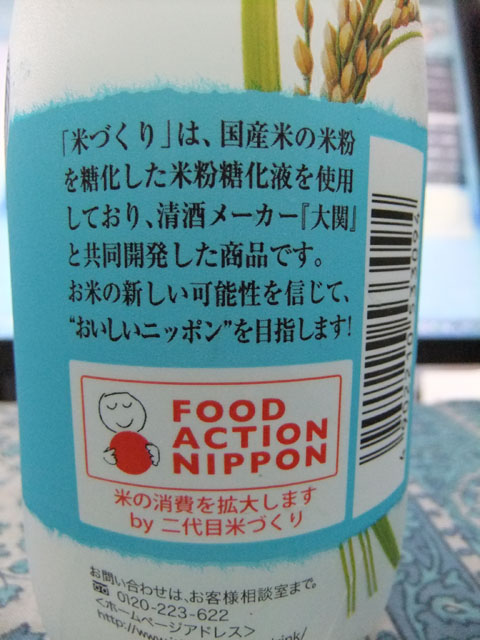 「米づくり」は、国産米の米粉
を糖化した米粉糖化液を使用
しており、清酒メーカー『大関』
と共同開発した商品です。
お米の新しい可能性を信じて、
“おいしいニッポン”を目指します!
FOOD
ACTION
NIPPON
米の消費を拡大します
by 二代目米づくり
お問い合わせは、お客様相談室まで。
0120-223-622
<ホームページアドレス>